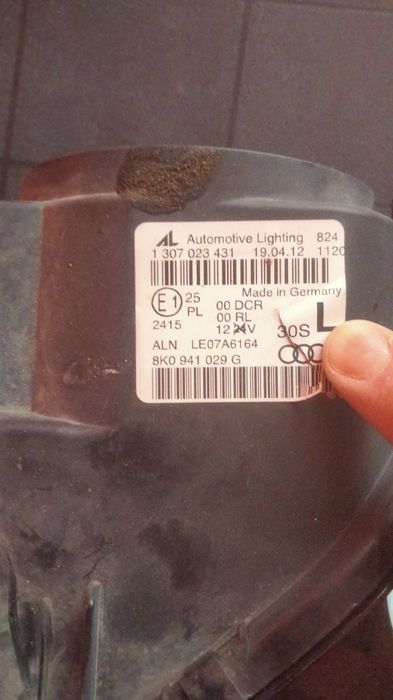 AL Automotive Lighting 824
1 307 023 431 19.04.12 1120
Made in Germany
E1 25 00 DCR
PL 00 RL
2415 12 24V 30S L
ALN LE07A6164
8K0 941 029 G